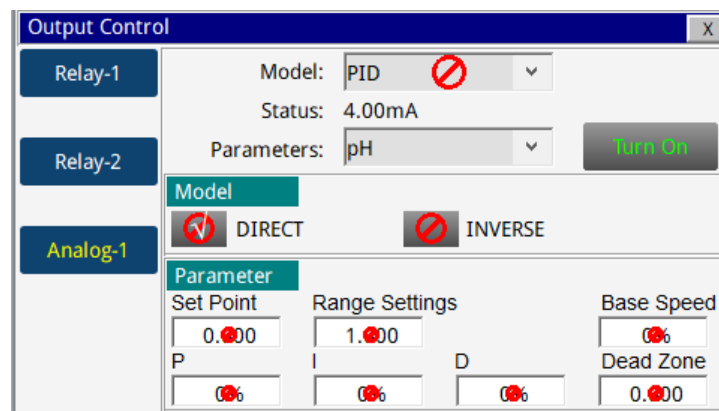 Output Control
X
Relay-1
Relay-2
Analog-1
Model: PID
Status: 4.00mA
Parameters: pH
Turn On
Model
DIRECT INVERSE
Parameter
Set Point Range Settings Base Speed
P I D Dead Zone